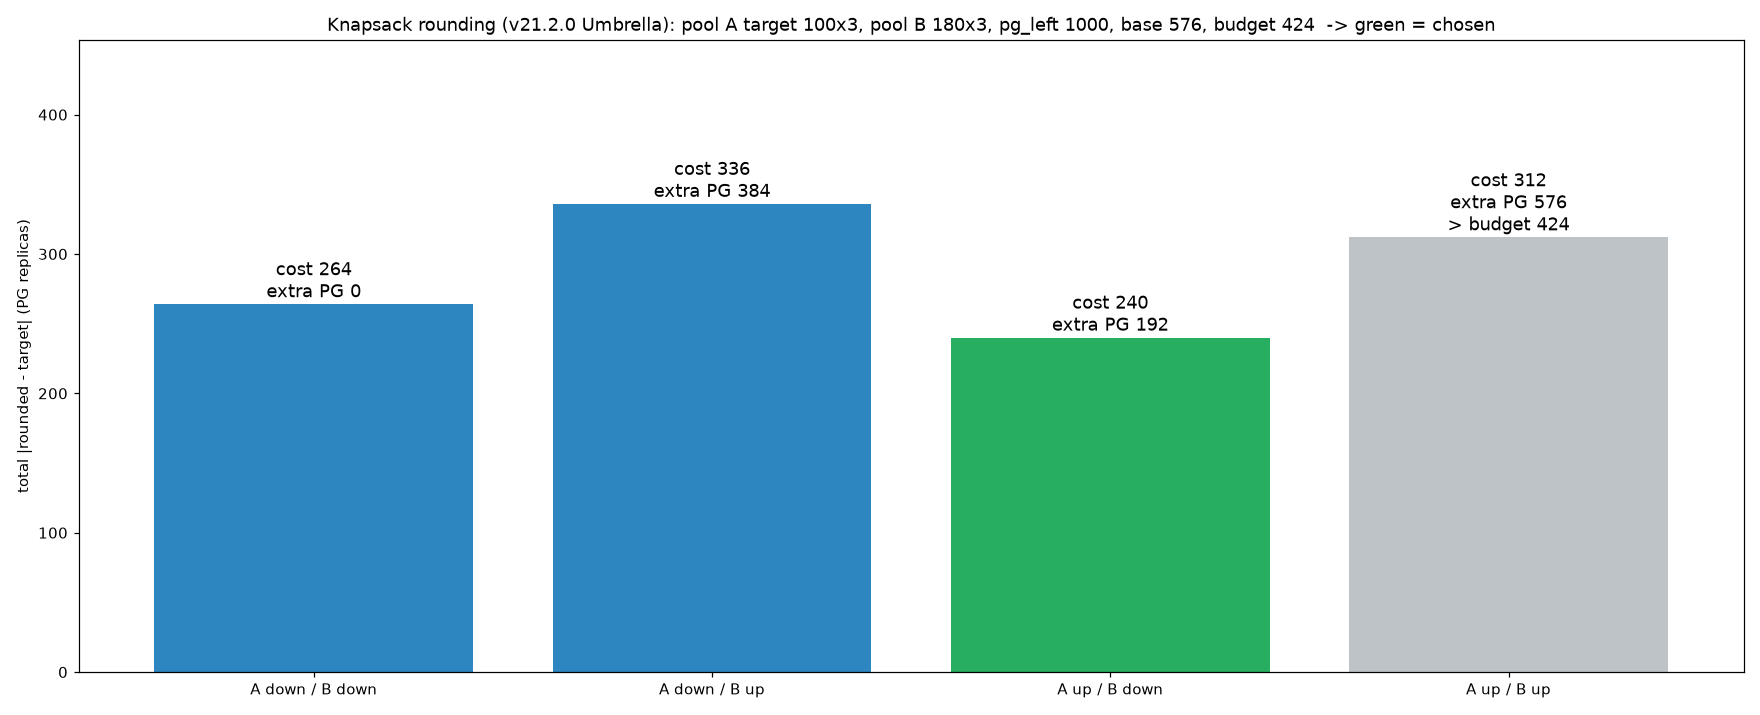 Knapsack rounding (v21.2.0 Umbrella): pool A target 100x3, pool B 180x3, pg_left 1000, base 576, budget 424  -> green = chosen
total |rounded - target| (PG replicas)
400
300
200
100
0
cost 264
extra PG 0
cost 336
extra PG 384
cost 240
extra PG 192
cost 312
extra PG 576
> budget 424
A down / B down
A down / B up
A up / B down
A up / B up